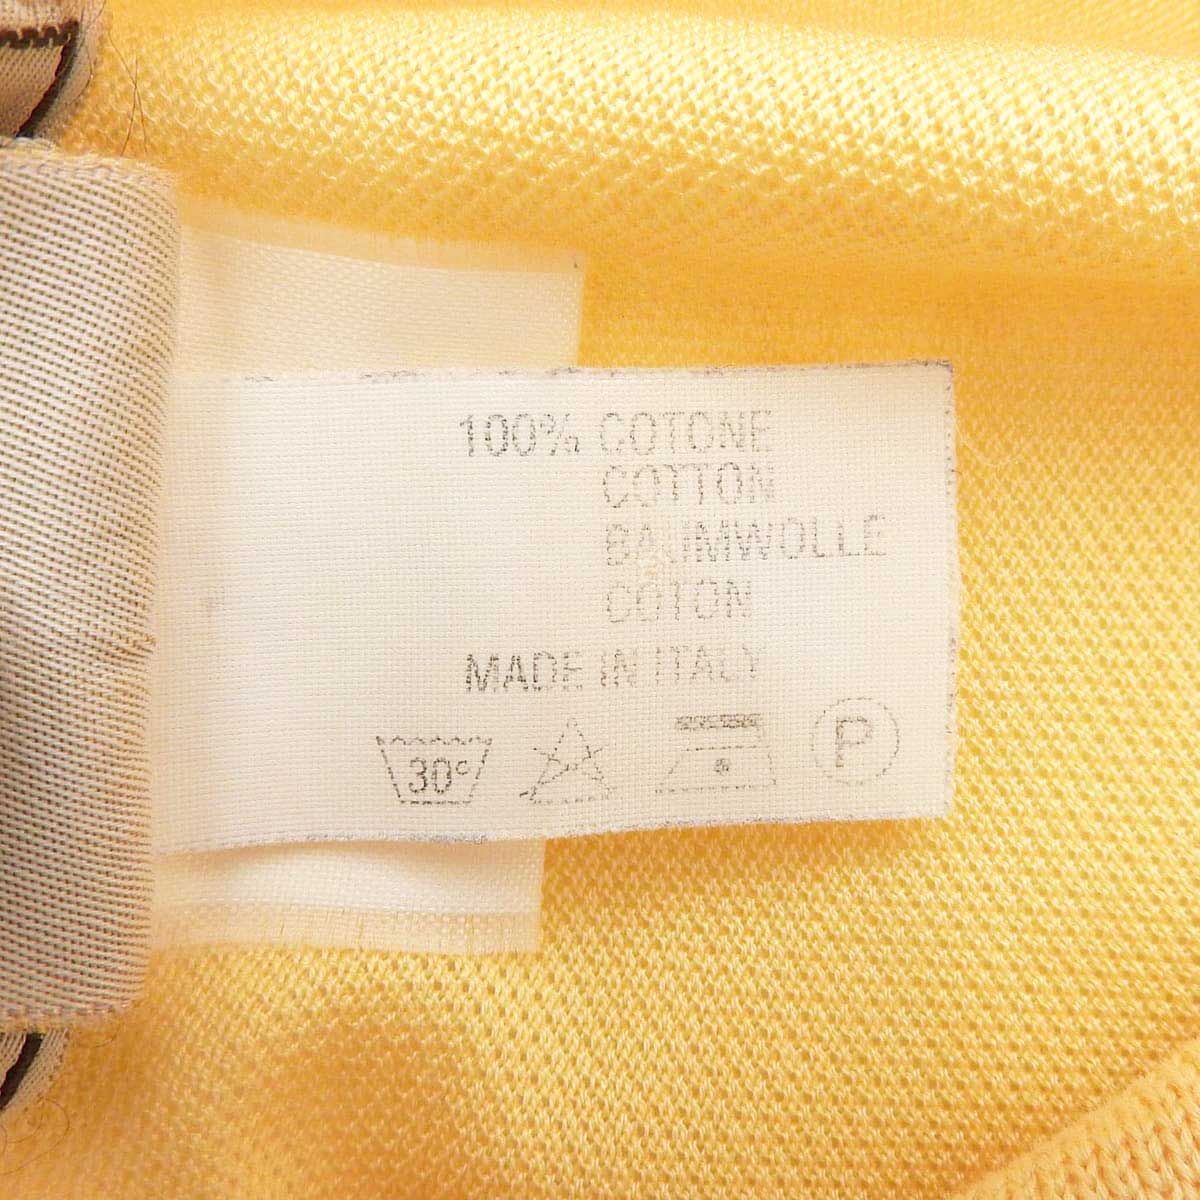 100% COTONE
COTTON
BAUMWOLLE
COTON
MADE IN ITALY
30° P